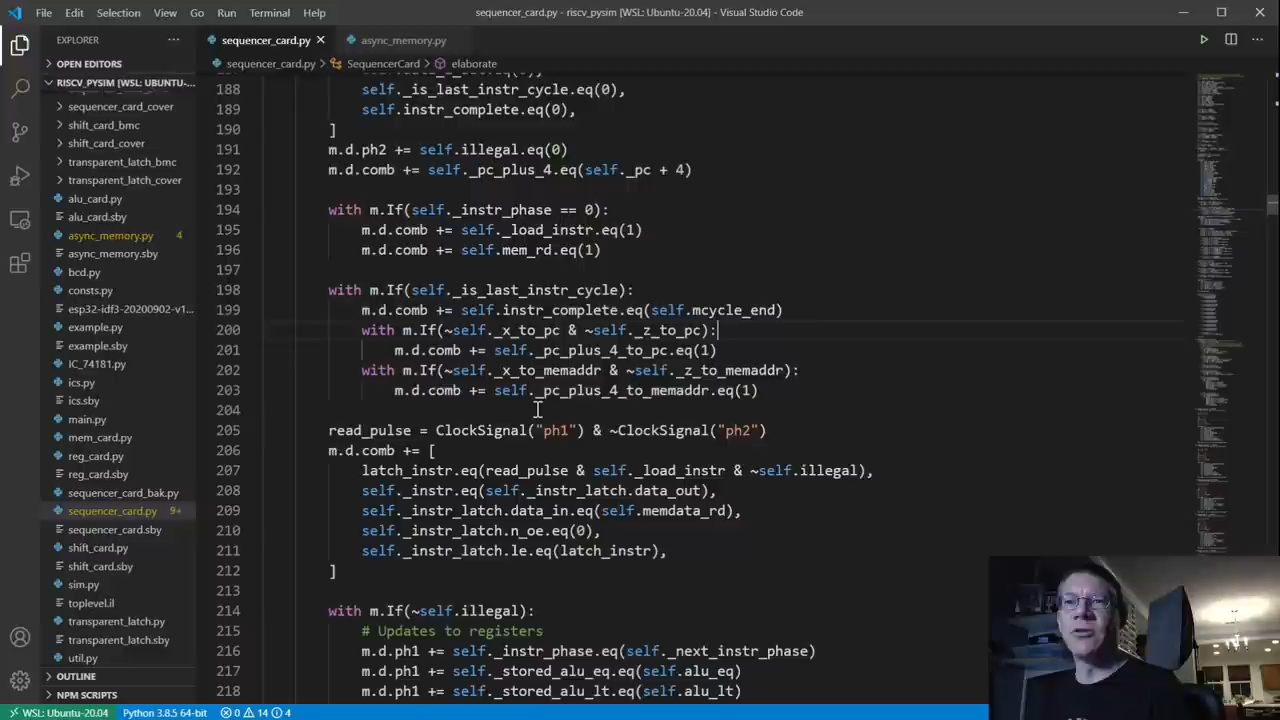 File Edit Selection View Go Run Terminal Help sequencer_card.py - riscv_pysim [WSL: Ubuntu-20.04] - Visual Studio Code
EXPLORER ··· sequencer_card.py async_memory.py
OPEN EDITORS sequencer_card.py > SequencerCard > elaborate
RISCV_PYSIM [WSL: UBUNTU-...
sequencer_card_cover
sequencer_card_bmc
shift_card_bmc
shift_card_cover
transparent_latch_bmc
transparent_latch_cover
alu_card.py
alu_card.sby
async_memory.py 4
async_memory.sby
bod.py
consts.py
esp32-idf3-20200902-v1...
example.py
example.sby
IC_74181.py
ics.py
ics.sby
main.py
mem_card.py
reg_card.py
reg_card.sby
sequencer_card_bak.py
sequencer_card.py 9+
sequencer_card.sby
shift_card.py
shift_card.sby
sim.py
toplevel.il
transparent_latch.py
transparent_latch.sby
util.py
OUTLINE
NPM SCRIPTS
188 self._is_last_instr_cycle.eq(0),
189 self.instr_complete.eq(0),
190 ]
191 m.d.ph2 += self.illegal.eq(0)
192 m.d.comb += self._pc_plus_4.eq(self._pc + 4)
193
194 with m.If(self._instr_phase == 0):
195 m.d.comb += self._load_instr.eq(1)
196 m.d.comb += self.mem_rd.eq(1)
197
198 with m.If(self._is_last_instr_cycle):
199 m.d.comb += self.instr_complete.eq(self.mcycle_end)
200 with m.If(~self._x_to_pc & ~self._z_to_pc):
201 m.d.comb += self._pc_plus_4_to_pc.eq(1)
202 with m.If(~self._x_to_memaddr & ~self._z_to_memaddr):
203 m.d.comb += self._pc_plus_4_to_memaddr.eq(1)
204
205 read_pulse = ClockSignal("ph1") & ~ClockSignal("ph2")
206 m.d.comb += [
207 latch_instr.eq(read_pulse & self._load_instr & ~self.illegal),
208 self._instr.eq(self._instr_latch.data_out),
209 self._instr_latch.data_in.eq(self.memdata_rd),
210 self._instr_latch.n_oe.eq(0),
211 self._instr_latch.le.eq(latch_instr),
212 ]
213
214 with m.If(~self.illegal):
215 # Updates to registers
216 m.d.ph1 += self._instr_phase.eq(self._next_instr_phase)
217 m.d.ph1 += self._stored_alu_eq.eq(self.alu_eq)
218 m.d.ph1 += self._stored_alu_lt.eq(self.alu_lt)
WSL: Ubuntu-20.04 Python 3.8.5 64-bit 0 14 4